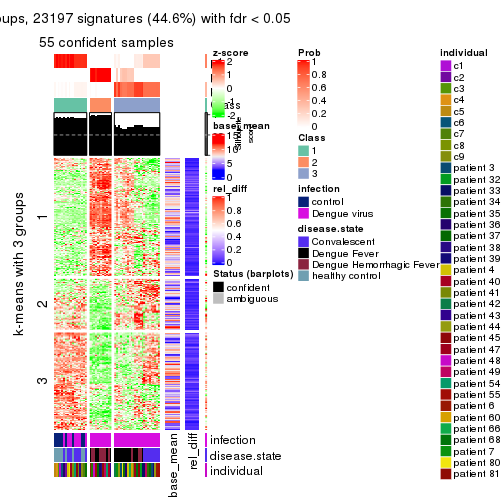 oups, 23197 signatures (44.6%) with fdr < 0.05
55 confident samples
k-means with 3 groups
1
2
3
z-score
2
1
0
-1
-2
base_mean
15
10
5
0
rel_diff
1
0.8
0.6
0.4
0.2
0
Status (barplots)
confident
ambiguous
Prob
1
0.8
0.6
0.4
0.2
0
Class
1
2
3
infection
control
Dengue virus
disease.state
Convalescent
Dengue Fever
Dengue Hemorrhagic Fever
healthy control
individual
c1
c2
c3
c4
c5
c6
c7
c8
c9
patient 3
patient 32
patient 33
patient 34
patient 35
patient 36
patient 37
patient 38
patient 39
patient 4
patient 40
patient 41
patient 42
patient 43
patient 44
patient 45
patient 47
patient 48
patient 49
patient 54
patient 55
patient 6
patient 60
patient 66
patient 68
patient 7
patient 80
patient 81
infection
disease.state
individual
base_mean
rel_diff